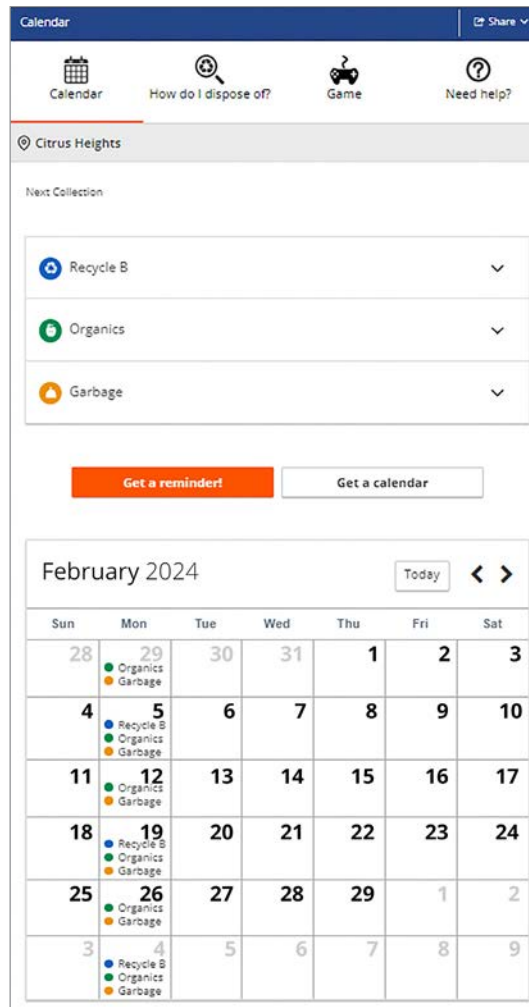 Calendar Share
Calendar How do I dispose of? Game Need help?
Citrus Heights
Next Collection
Recycle B
Organics
Garbage
Get a reminder! Get a calendar
February 2024 Today
Sun Mon Tue Wed Thu Fri Sat
28 29 30 31 1 2 3
Organics
Garbage
4 5 6 7 8 9 10
Recycle B
Organics
Garbage
11 12 13 14 15 16 17
Organics
Garbage
18 19 20 21 22 23 24
Recycle B
Organics
Garbage
25 26 27 28 29 1 2
Organics
Garbage
3 4 5 6 7 8 9
Recycle B
Organics
Garbage